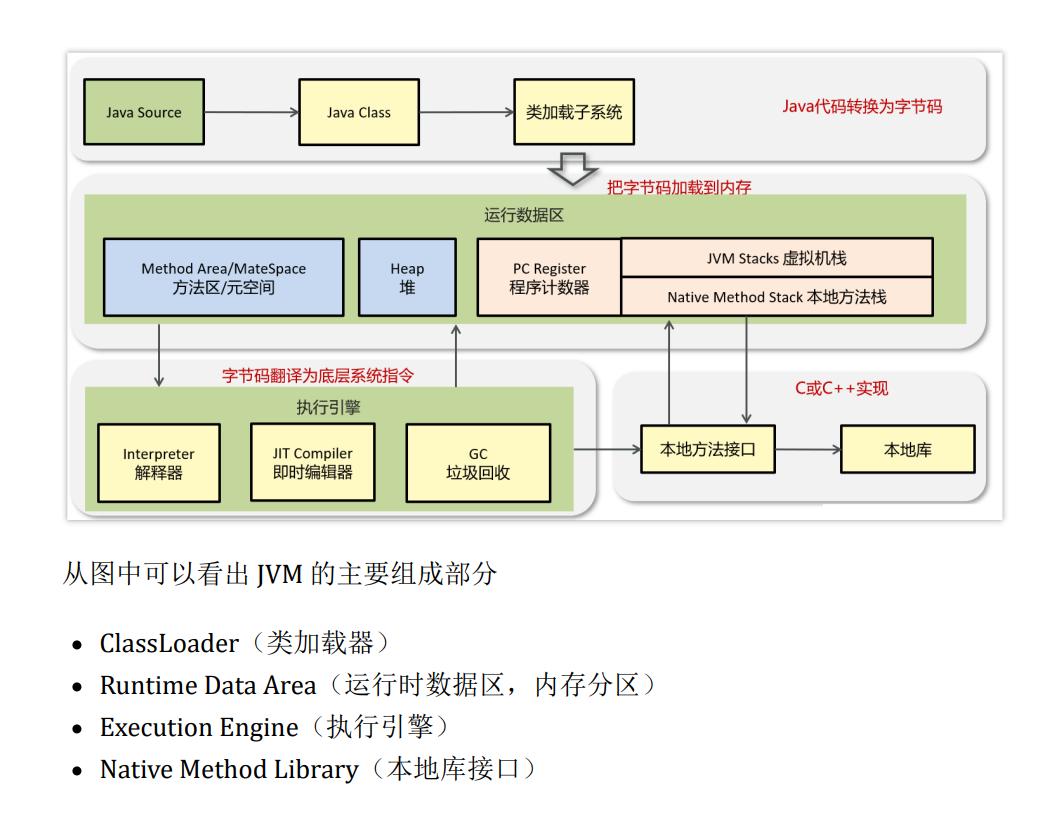 Java Source
Java Class
类加载子系统
Java代码转换为字节码
把字节码加载到内存
运行数据区
Method Area/MateSpace
方法区/元空间
Heap
堆
PC Register
程序计数器
JVM Stacks 虚拟机栈
Native Method Stack 本地方法栈
字节码翻译为底层系统指令
执行引擎
Interpreter
解释器
JIT Compiler
即时编辑器
GC
垃圾回收
C或C++实现
本地方法接口
本地库
从图中可以看出 JVM 的主要组成部分
• ClassLoader（类加载器）
• Runtime Data Area（运行时数据区，内存分区）
• Execution Engine（执行引擎）
• Native Method Library（本地库接口）